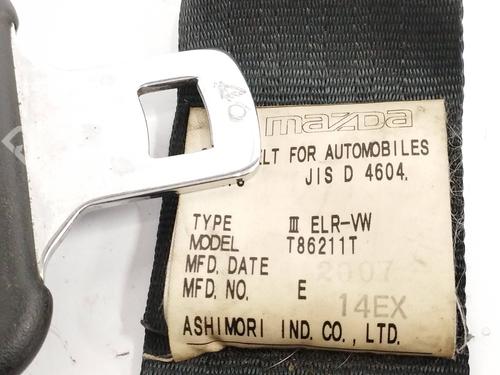 mazda
BELT FOR AUTOMOBILES
JIS D 4604.
TYPE III ELR-VW
MODEL T86211T
MFD. DATE 2007
MFD. NO. E 14EX
ASHIMORI IND. CO., LTD.